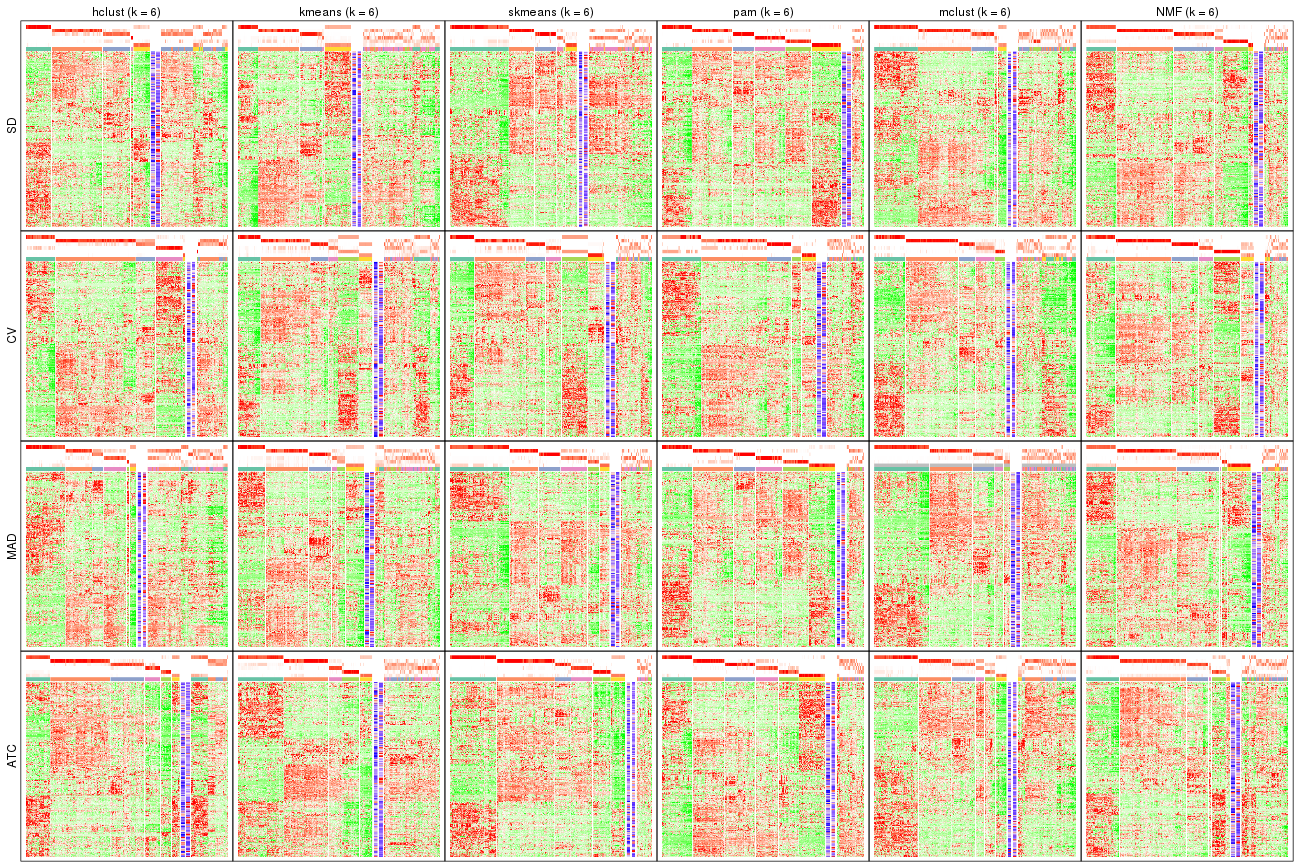 hclust (k = 6)
kmeans (k = 6)
skmeans (k = 6)
pam (k = 6)
mclust (k = 6)
NMF (k = 6)
SD
CV
MAD
ATC